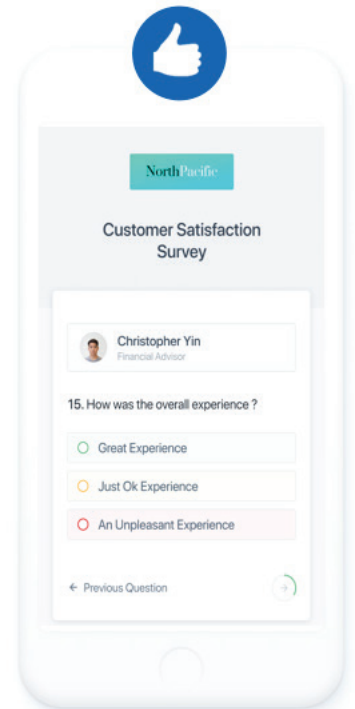 NorthPacific
Customer Satisfaction
Survey
Christopher Yin
Financial Advisor
15. How was the overall experience ?
Great Experience
Just Ok Experience
An Unpleasant Experience
← Previous Question